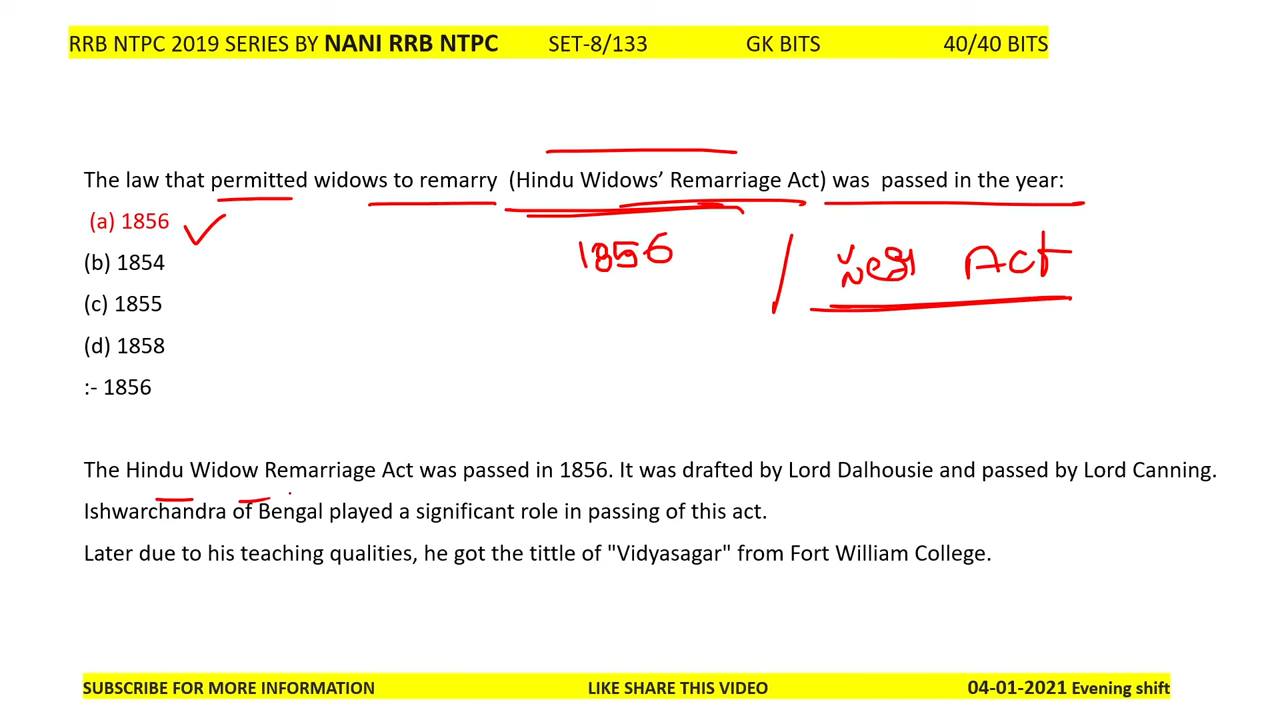 RRB NTPC 2019 SERIES BY NANI RRB NTPC SET-8/133 GK BITS 40/40 BITS
The law that permitted widows to remarry (Hindu Widows’ Remarriage Act) was passed in the year:
(a) 1856
1856 / Act
(b) 1854
(c) 1855
(d) 1858
:- 1856
The Hindu Widow Remarriage Act was passed in 1856. It was drafted by Lord Dalhousie and passed by Lord Canning.
Ishwarchandra of Bengal played a significant role in passing of this act.
Later due to his teaching qualities, he got the tittle of "Vidyasagar" from Fort William College.
SUBSCRIBE FOR MORE INFORMATION LIKE SHARE THIS VIDEO 04-01-2021 Evening shift